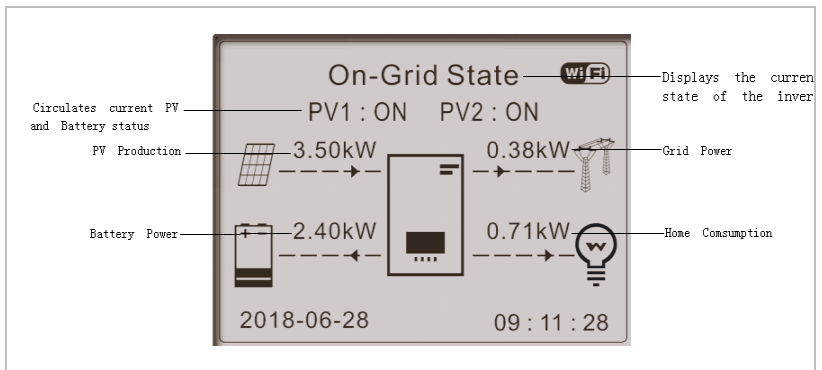 On-Grid State
WiFi
Displays the curren
state of the inver
Circulates current PV
and Battery status
PV1 : ON PV2 : ON
PV Production
3.50kW
0.38kW
Grid Power
Battery Power
2.40kW
0.71kW
Home Comsumption
2018-06-28
09 : 11 : 28